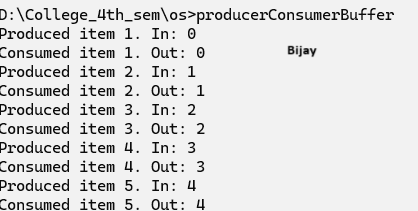 D:\College_4th_sem\os>producerConsumerBuffer
Produced item 1. In: 0
Consumed item 1. Out: 0
Bijay
Produced item 2. In: 1
Consumed item 2. Out: 1
Produced item 3. In: 2
Consumed item 3. Out: 2
Produced item 4. In: 3
Consumed item 4. Out: 3
Produced item 5. In: 4
Consumed item 5. Out: 4